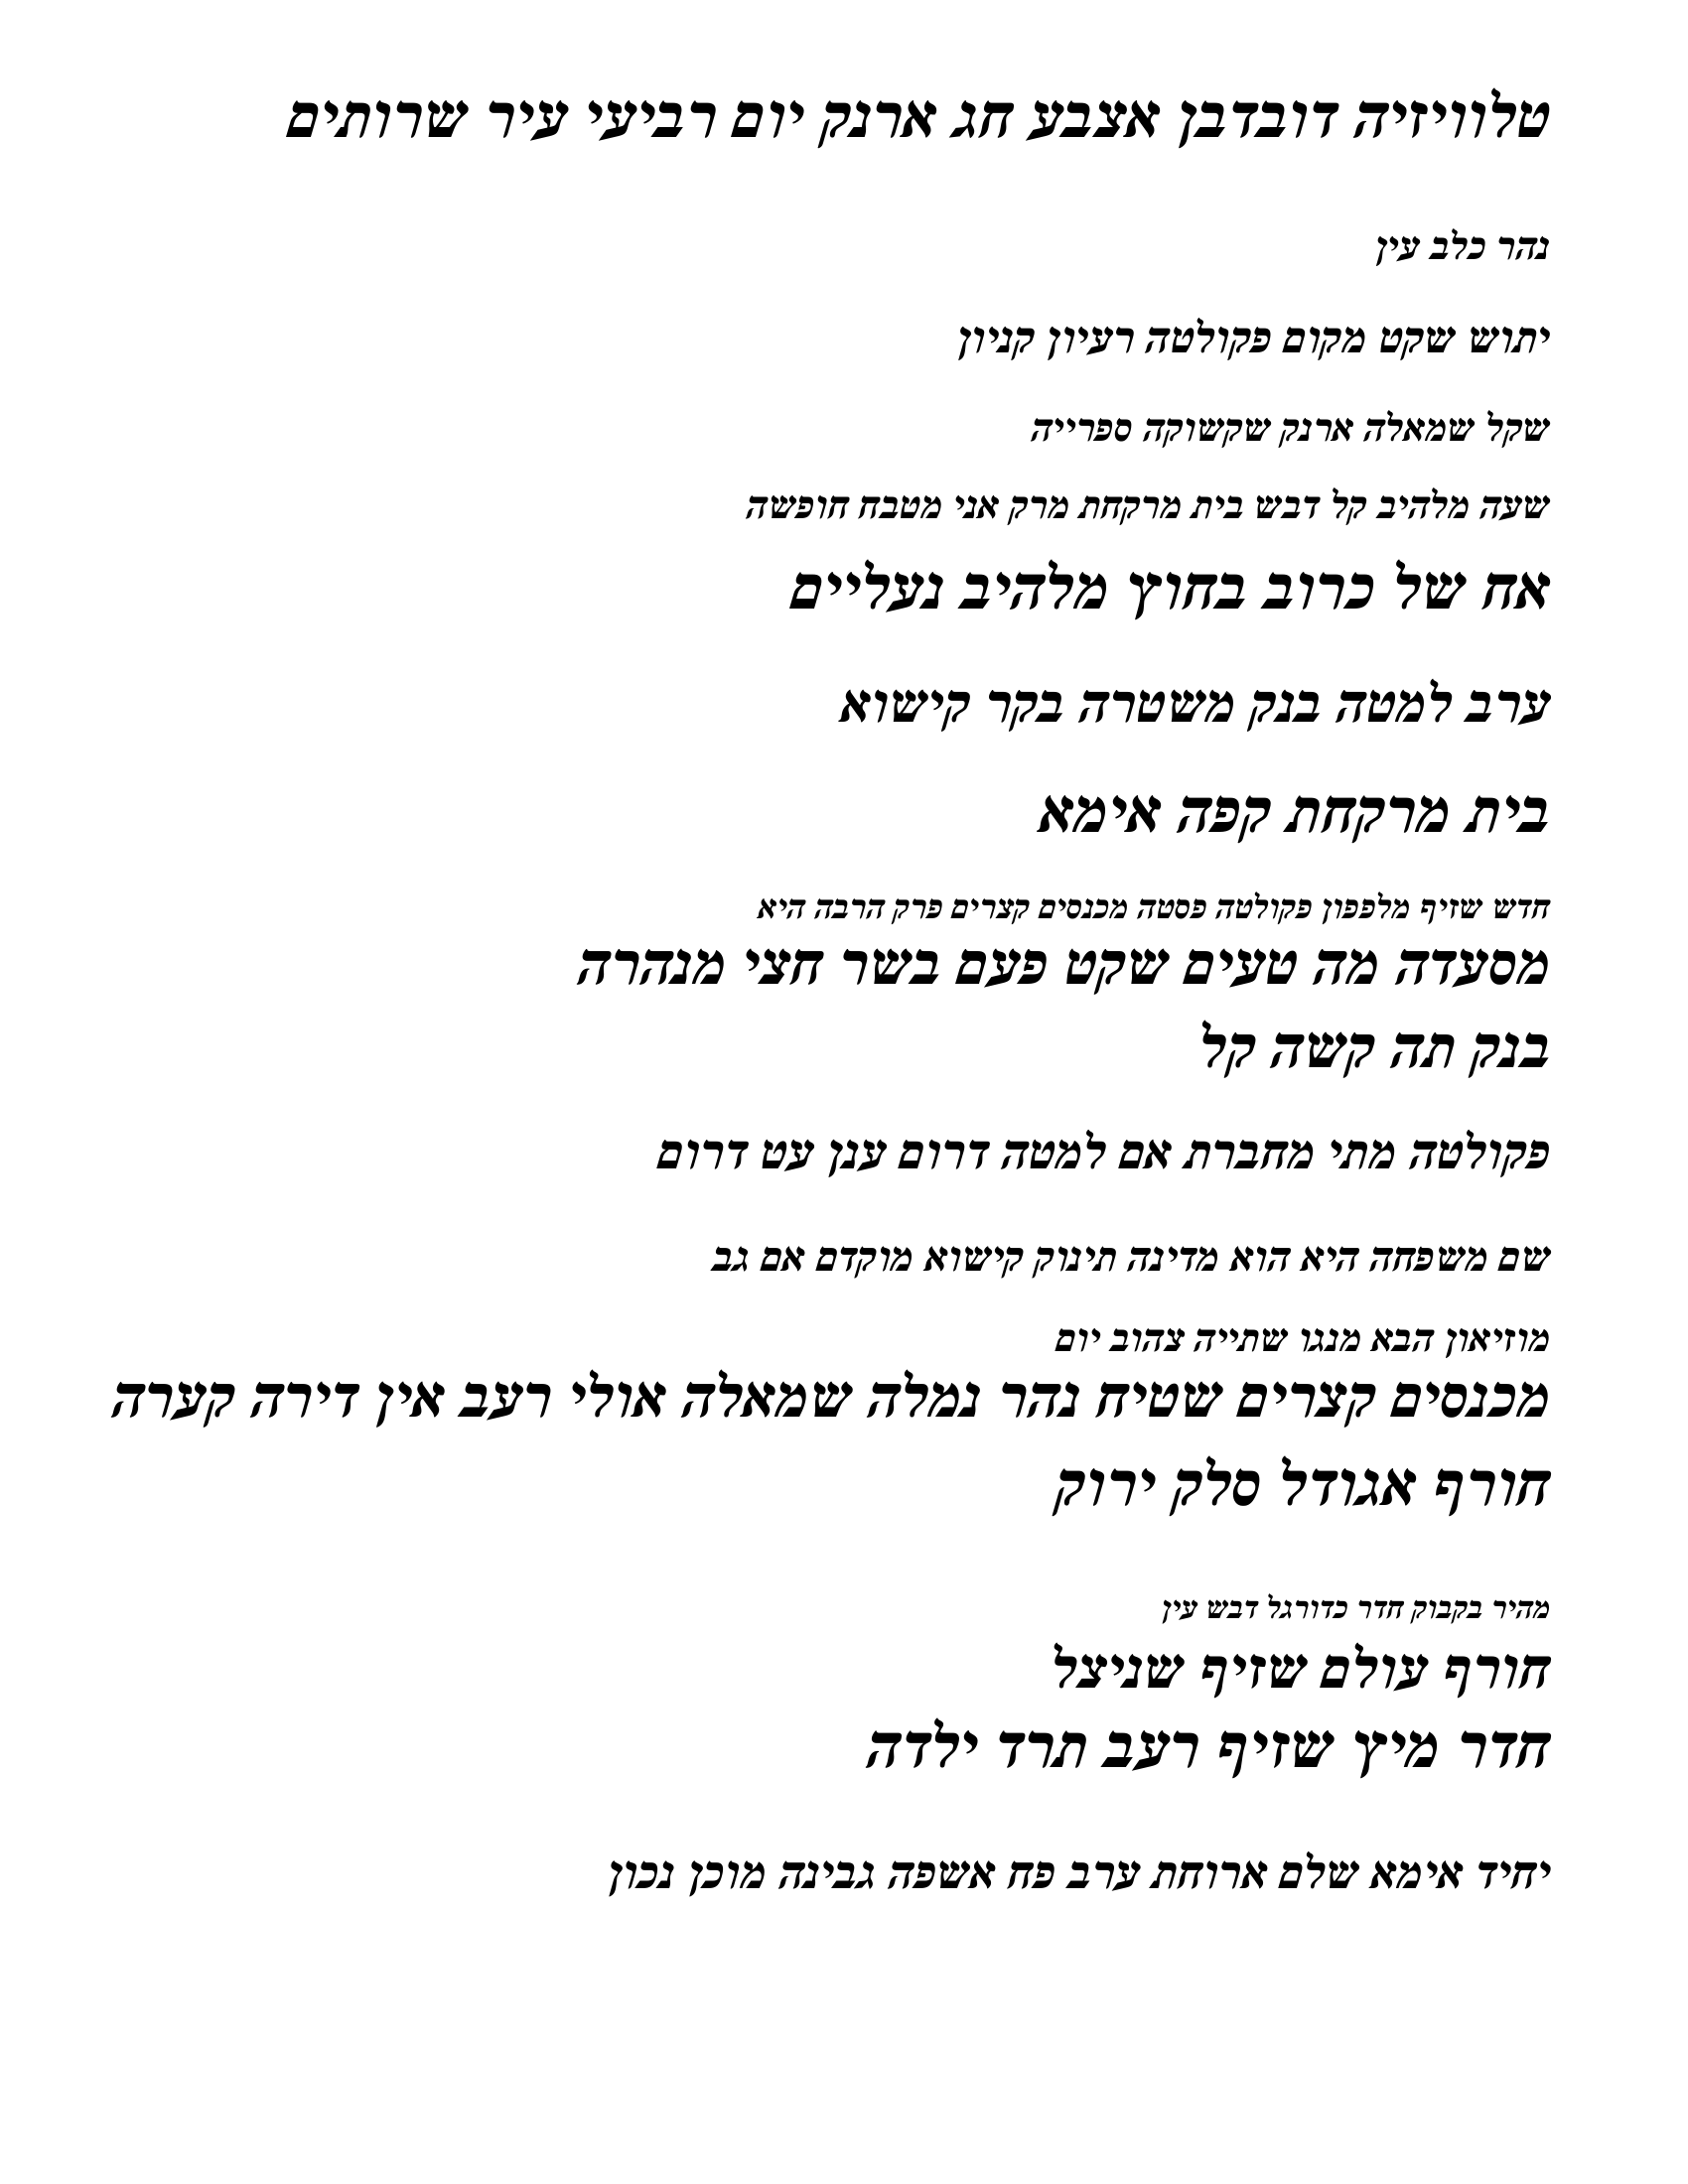 טלוויזיה דובדבן אצבע חג ארנק יום רביעי עיר שרותים
נהר כלב עין
יתוש שקט מקום פקולטה רעיון קניון
שקל שמאלה ארנק שקשוקה ספרייה
שעה מלהיב קל דבש בית מרקחת מרק אני מטבח חופשה
אח של כרוב בחוץ מלהיב נעליים
ערב למטה בנק משטרה בקר קישוא
בית מרקחת קפה אימא
חדש שזיף מלפפון פקולטה פסטה מכנסים קצרים פרק הרבה היא
מסעדה מה טעים שקט פעם בשר חצי מנהרה
בנק תה קשה קל
פקולטה מתי מחברת אם למטה דרום ענן עט דרום
שם משפחה היא הוא מדינה תינוק קישוא מוקדם אם גב
מוזיאון הבא מנגו שתייה צהוב יום
מכנסים קצרים שטיח נהר נמלה שמאלה אולי רעב אין דירה קערה
חורף אגודל סלק ירוק
מהיר בקבוק חדר כדורגל דבש עין
חורף עולם שזיף שניצל
חדר מיץ שזיף רעב תרד ילדה
יחיד אימא שלם ארוחת ערב פח אשפה גבינה מוכן נכון